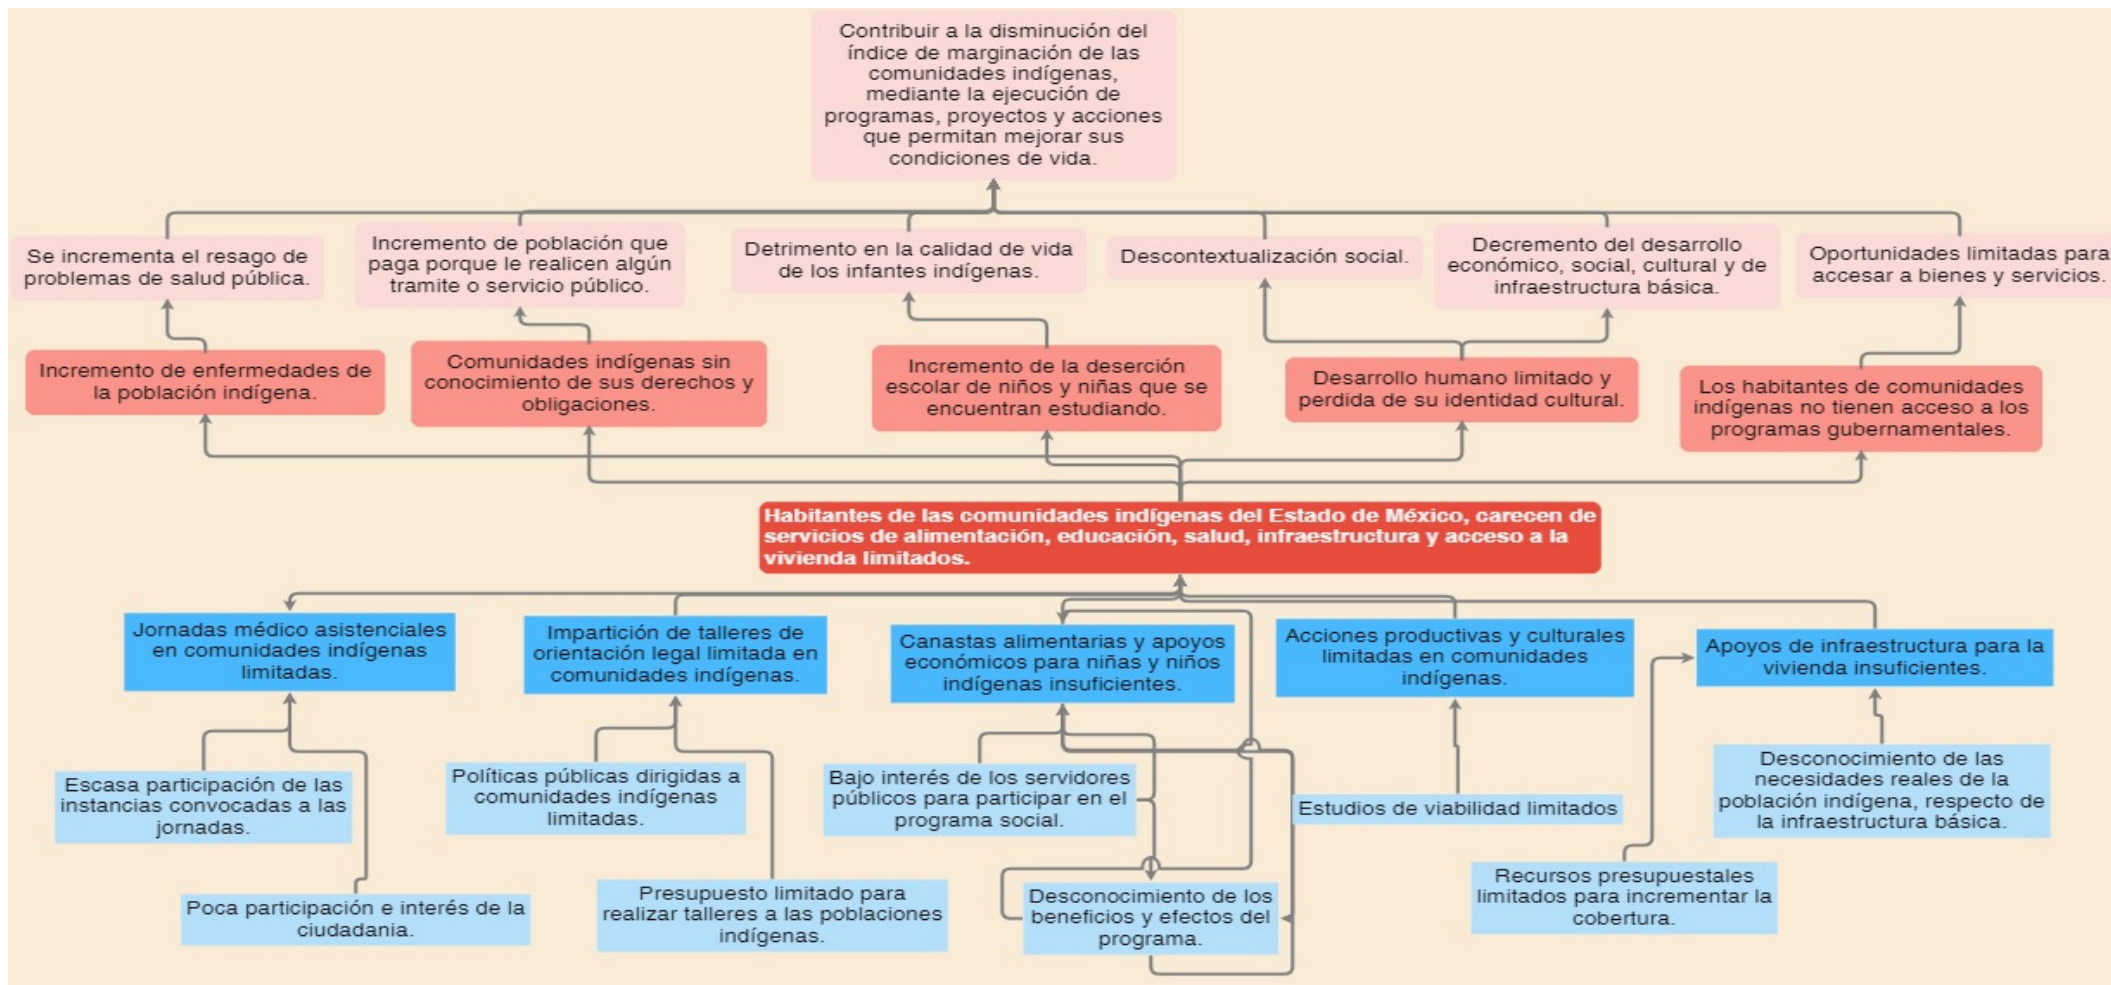 Contribuir a la disminución del
índice de marginación de las
comunidades indígenas,
mediante la ejecución de
programas, proyectos y acciones
que permitan mejorar sus
condiciones de vida.
Se incrementa el resago de
problemas de salud pública.
Incremento de población que
paga porque le realicen algún
tramite o servicio público.
Detrimento en la calidad de vida
de los infantes indígenas.
Descontextualización social.
Decremento del desarrollo
económico, social, cultural y de
infraestructura básica.
Oportunidades limitadas para
accesar a bienes y servicios.
Incremento de enfermedades de
la población indígena.
Comunidades indígenas sin
conocimiento de sus derechos y
obligaciones.
Incremento de la deserción
escolar de niños y niñas que se
encuentran estudiando.
Desarrollo humano limitado y
perdida de su identidad cultural.
Los habitantes de comunidades
indígenas no tienen acceso a los
programas gubernamentales.
Habitantes de las comunidades indígenas del Estado de México, carecen de
servicios de alimentación, educación, salud, infraestructura y acceso a la
vivienda limitados.
Jornadas médico asistenciales
en comunidades indígenas
limitadas.
Impartición de talleres de
orientación legal limitada en
comunidades indígenas.
Canastas alimentarias y apoyos
económicos para niñas y niños
indígenas insuficientes.
Acciones productivas y culturales
limitadas en comunidades
indígenas.
Apoyos de infraestructura para la
vivienda insuficientes.
Escasa participación de las
instancias convocadas a las
jornadas.
Políticas públicas dirigidas a
comunidades indígenas
limitadas.
Bajo interés de los servidores
públicos para participar en el
programa social.
Estudios de viabilidad limitados
Desconocimiento de las
necesidades reales de la
población indígena, respecto de
la infraestructura básica.
Poca participación e interés de la
ciudadania.
Presupuesto limitado para
realizar talleres a las poblaciones
indígenas.
Desconocimiento de los
beneficios y efectos del
programa.
Recursos presupuestales
limitados para incrementar la
cobertura.